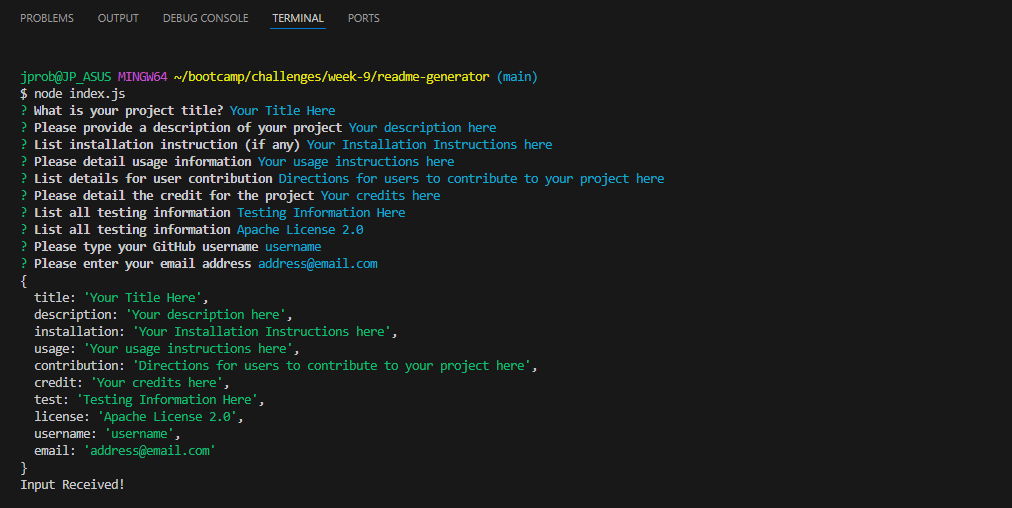 PROBLEMS OUTPUT DEBUG CONSOLE TERMINAL PORTS
jprob@JP_ASUS MINGW64 ~/bootcamp/challenges/week-9/readme-generator (main)
$ node index.js
? What is your project title? Your Title Here
? Please provide a description of your project Your description here
? List installation instruction (if any) Your Installation Instructions here
? Please detail usage information Your usage instructions here
? List details for user contribution Directions for users to contribute to your project here
? Please detail the credit for the project Your credits here
? List all testing information Testing Information Here
? List all testing information Apache License 2.0
? Please type your GitHub username username
? Please enter your email address address@email.com
{
  title: 'Your Title Here',
  description: 'Your description here',
  installation: 'Your Installation Instructions here',
  usage: 'Your usage instructions here',
  contribution: 'Directions for users to contribute to your project here',
  credit: 'Your credits here',
  test: 'Testing Information Here',
  license: 'Apache License 2.0',
  username: 'username',
  email: 'address@email.com'
}
Input Received!